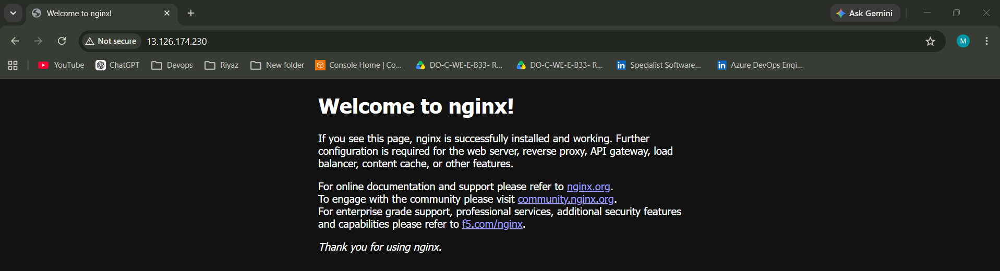 Welcome to nginx!
Ask Gemini
Not secure 13.126.174.230
M
YouTube ChatGPT Devops Riyaz New folder Console Home | Co... DO-C-WE-E-B33- R... DO-C-WE-E-B33- R... in Specialist Software... in Azure DevOps Engi...
Welcome to nginx!
If you see this page, nginx is successfully installed and working. Further
configuration is required for the web server, reverse proxy, API gateway, load
balancer, content cache, or other features.
For online documentation and support please refer to nginx.org.
To engage with the community please visit community.nginx.org.
For enterprise grade support, professional services, additional security features
and capabilities please refer to f5.com/nginx.
Thank you for using nginx.